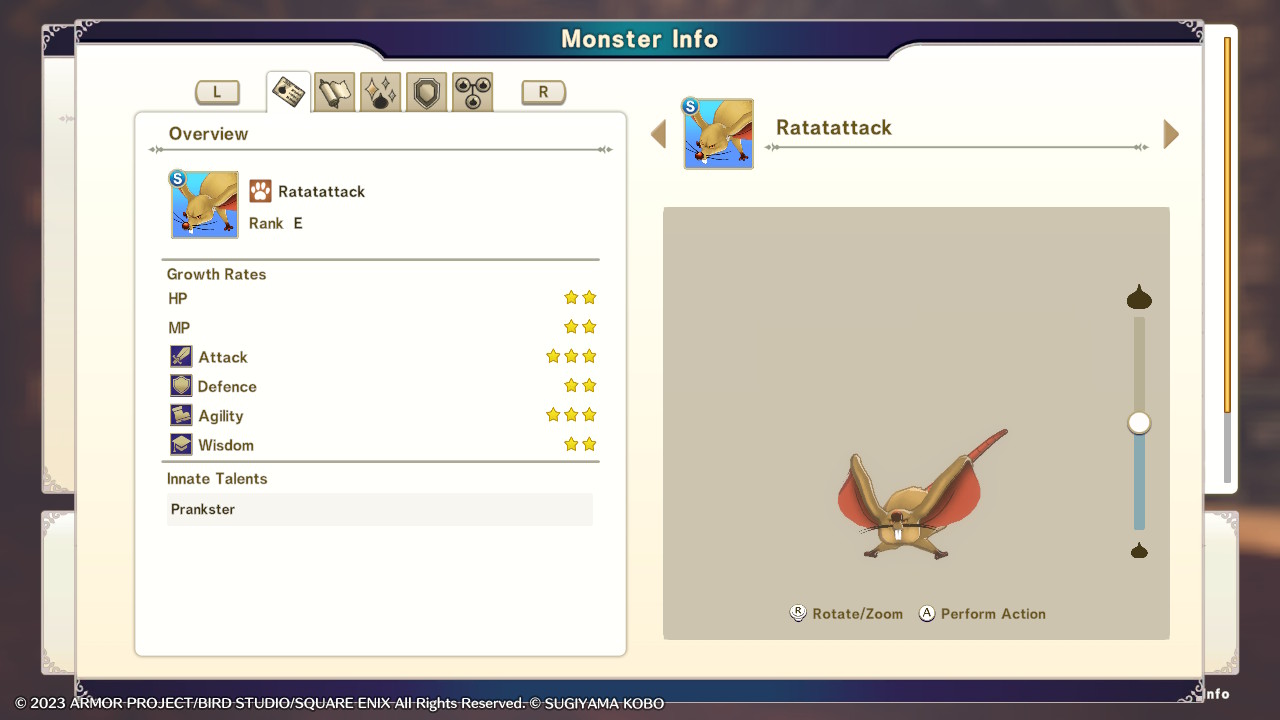 Monster Info
L
R
Overview
S
Ratatattack
Rank E
Growth Rates
HP
MP
Attack
Defence
Agility
Wisdom
Innate Talents
Prankster
S
Ratatattack
R Rotate/Zoom A Perform Action
nfo
© 2023 ARMOR PROJECT/BIRD STUDIO/SQUARE ENIX All Rights Reserved. © SUGIYAMA KOBO